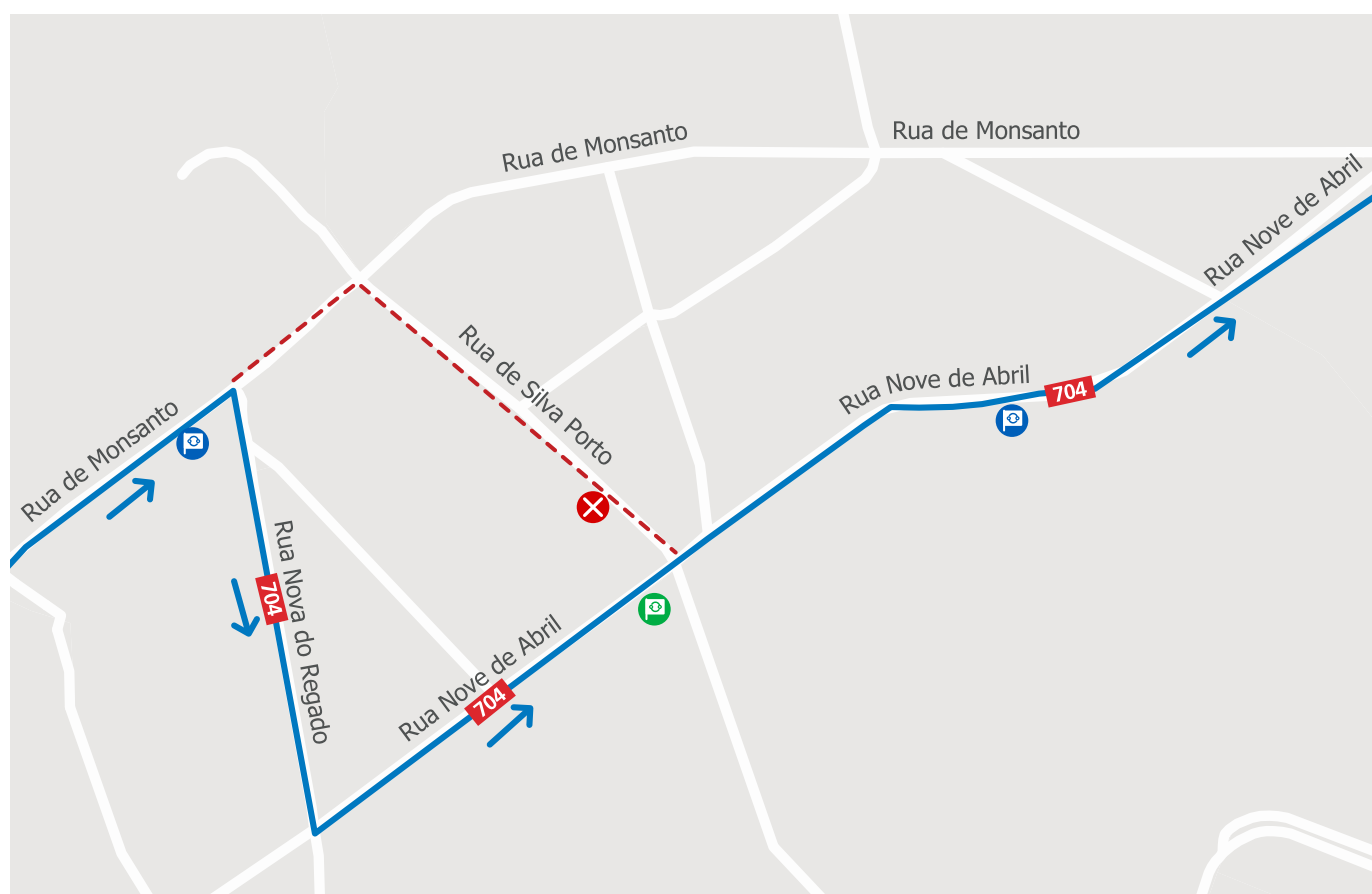 Rua de Monsanto
Rua de Monsanto
Rua Nove de Abril
Rua de Silva Porto
Rua Nove de Abril
704
Rua de Monsanto
Rua Nova do Regado
704
Rua Nove de Abril
704